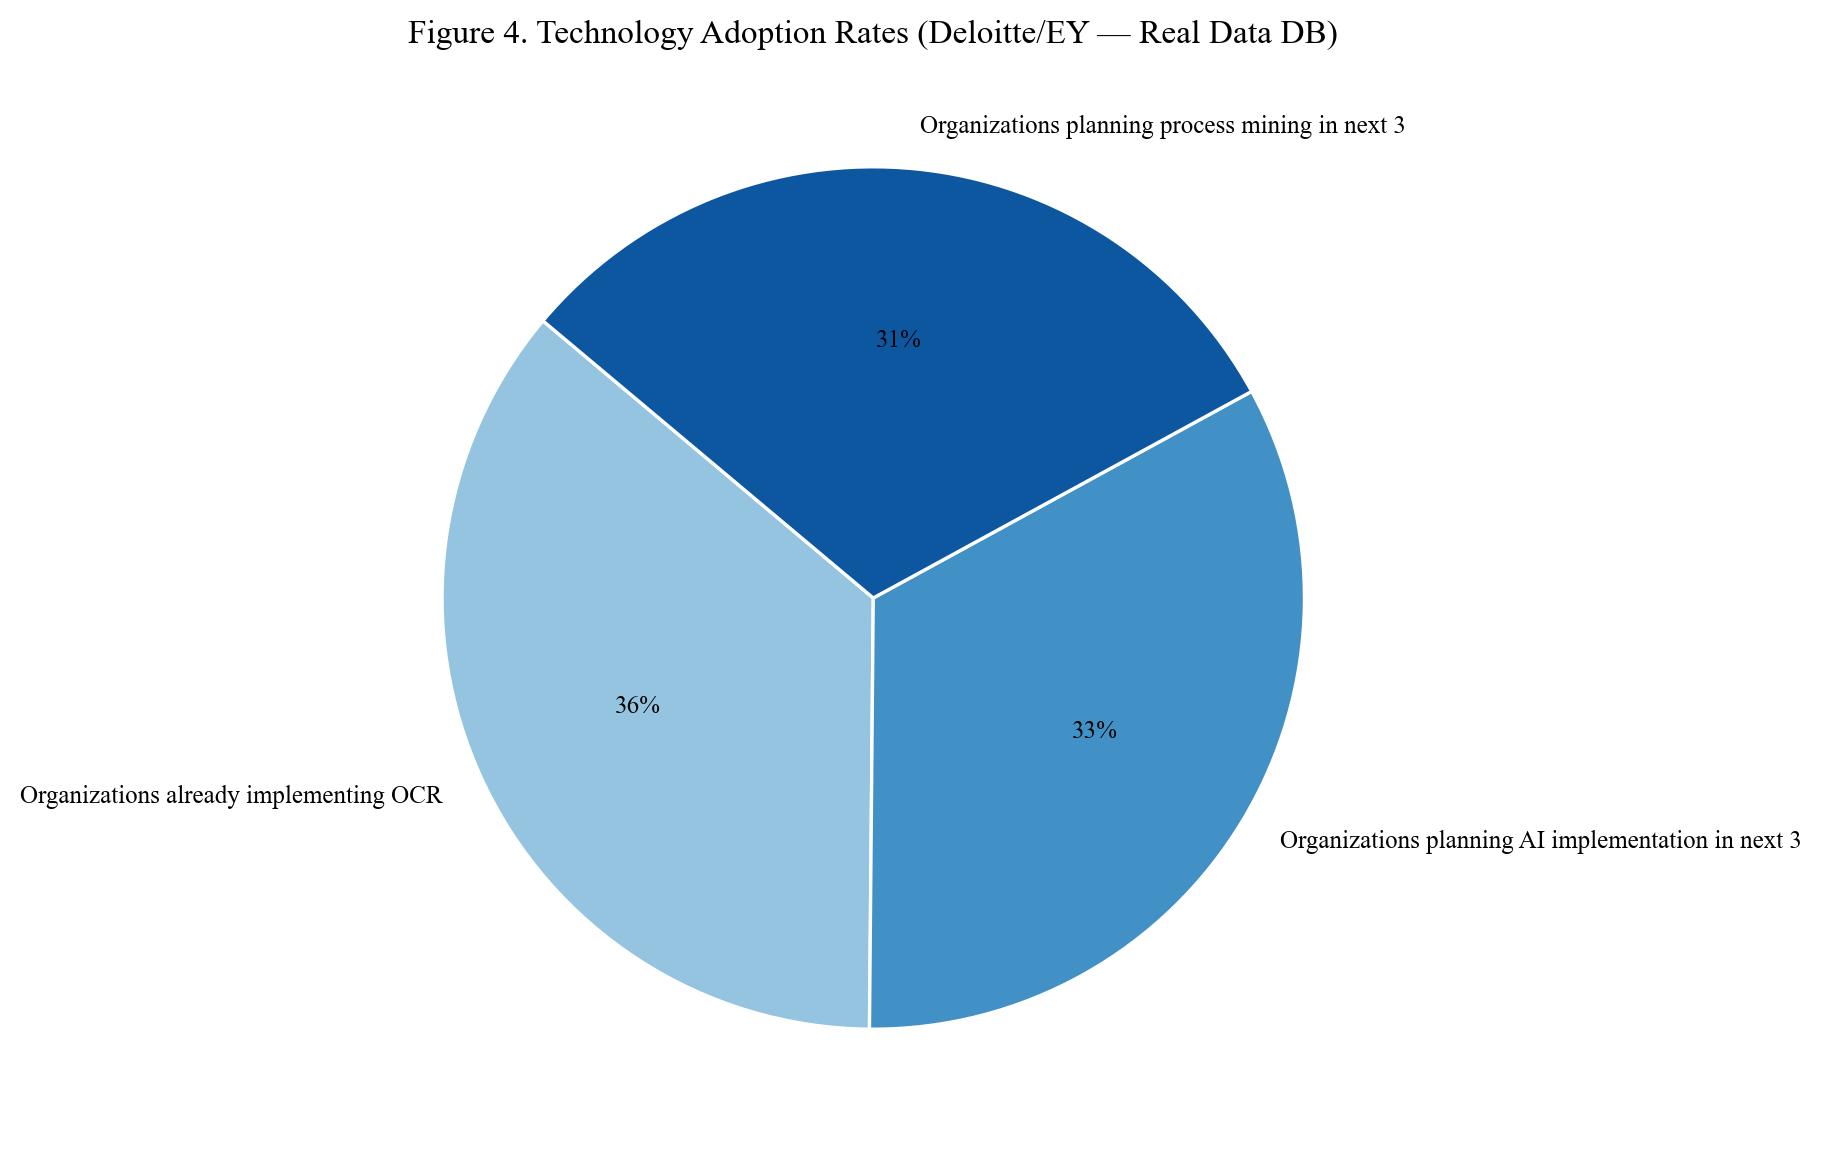 Figure 4. Technology Adoption Rates (Deloitte/EY — Real Data DB)
Organizations planning process mining in next 3
31%
36%
33%
Organizations already implementing OCR
Organizations planning AI implementation in next 3